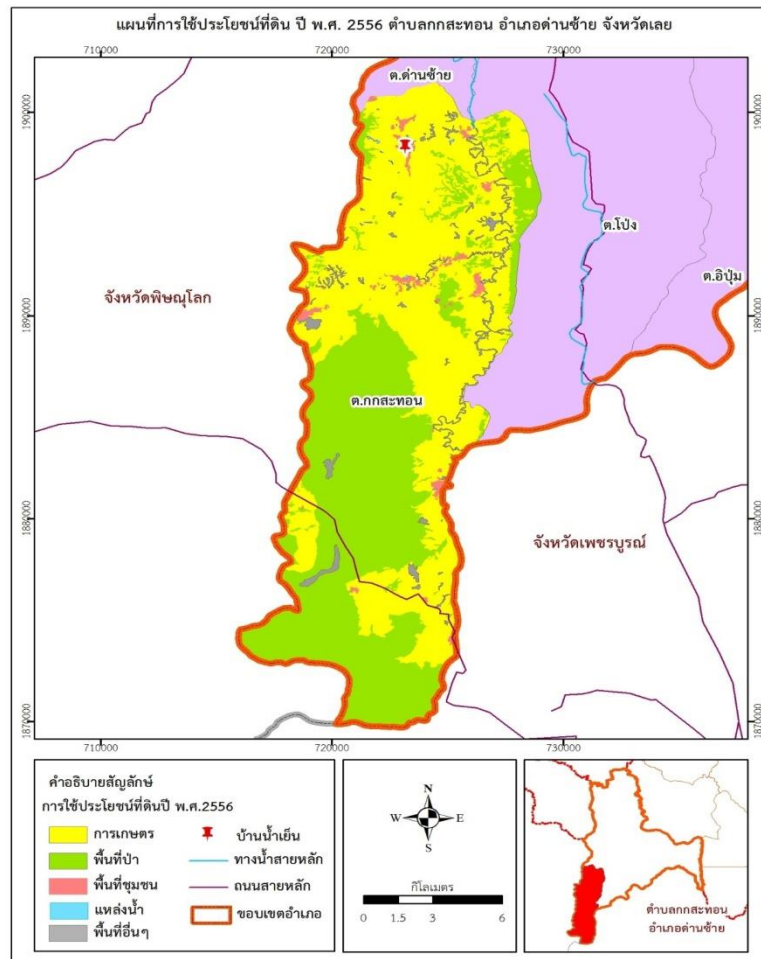 แผนที่การใช้ประโยชน์ที่ดิน ปี พ.ศ. 2556 ตำบลกกสะทอน อำเภอด่านซ้าย จังหวัดเลย
710000 720000 730000
ต.ด่านซ้าย
1900000 1900000
ต.โป่ง
ต.อิปุ่ม
จังหวัดพิษณุโลก
1890000 1890000
ต.กกสะทอน
1880000 1880000
จังหวัดเพชรบูรณ์
1870000 1870000
710000 720000 730000
คำอธิบายสัญลักษณ์
การใช้ประโยชน์ที่ดินปี พ.ศ.2556
การเกษตร บ้านน้ำเย็น
พื้นที่ป่า ทางน้ำสายหลัก
พื้นที่ชุมชน ถนนสายหลัก
แหล่งน้ำ ขอบเขตอำเภอ
พื้นที่อื่นๆ
N
W E
S
กิโลเมตร
0 1.5 3 6
ตำบลกกสะทอน
อำเภอด่านซ้าย